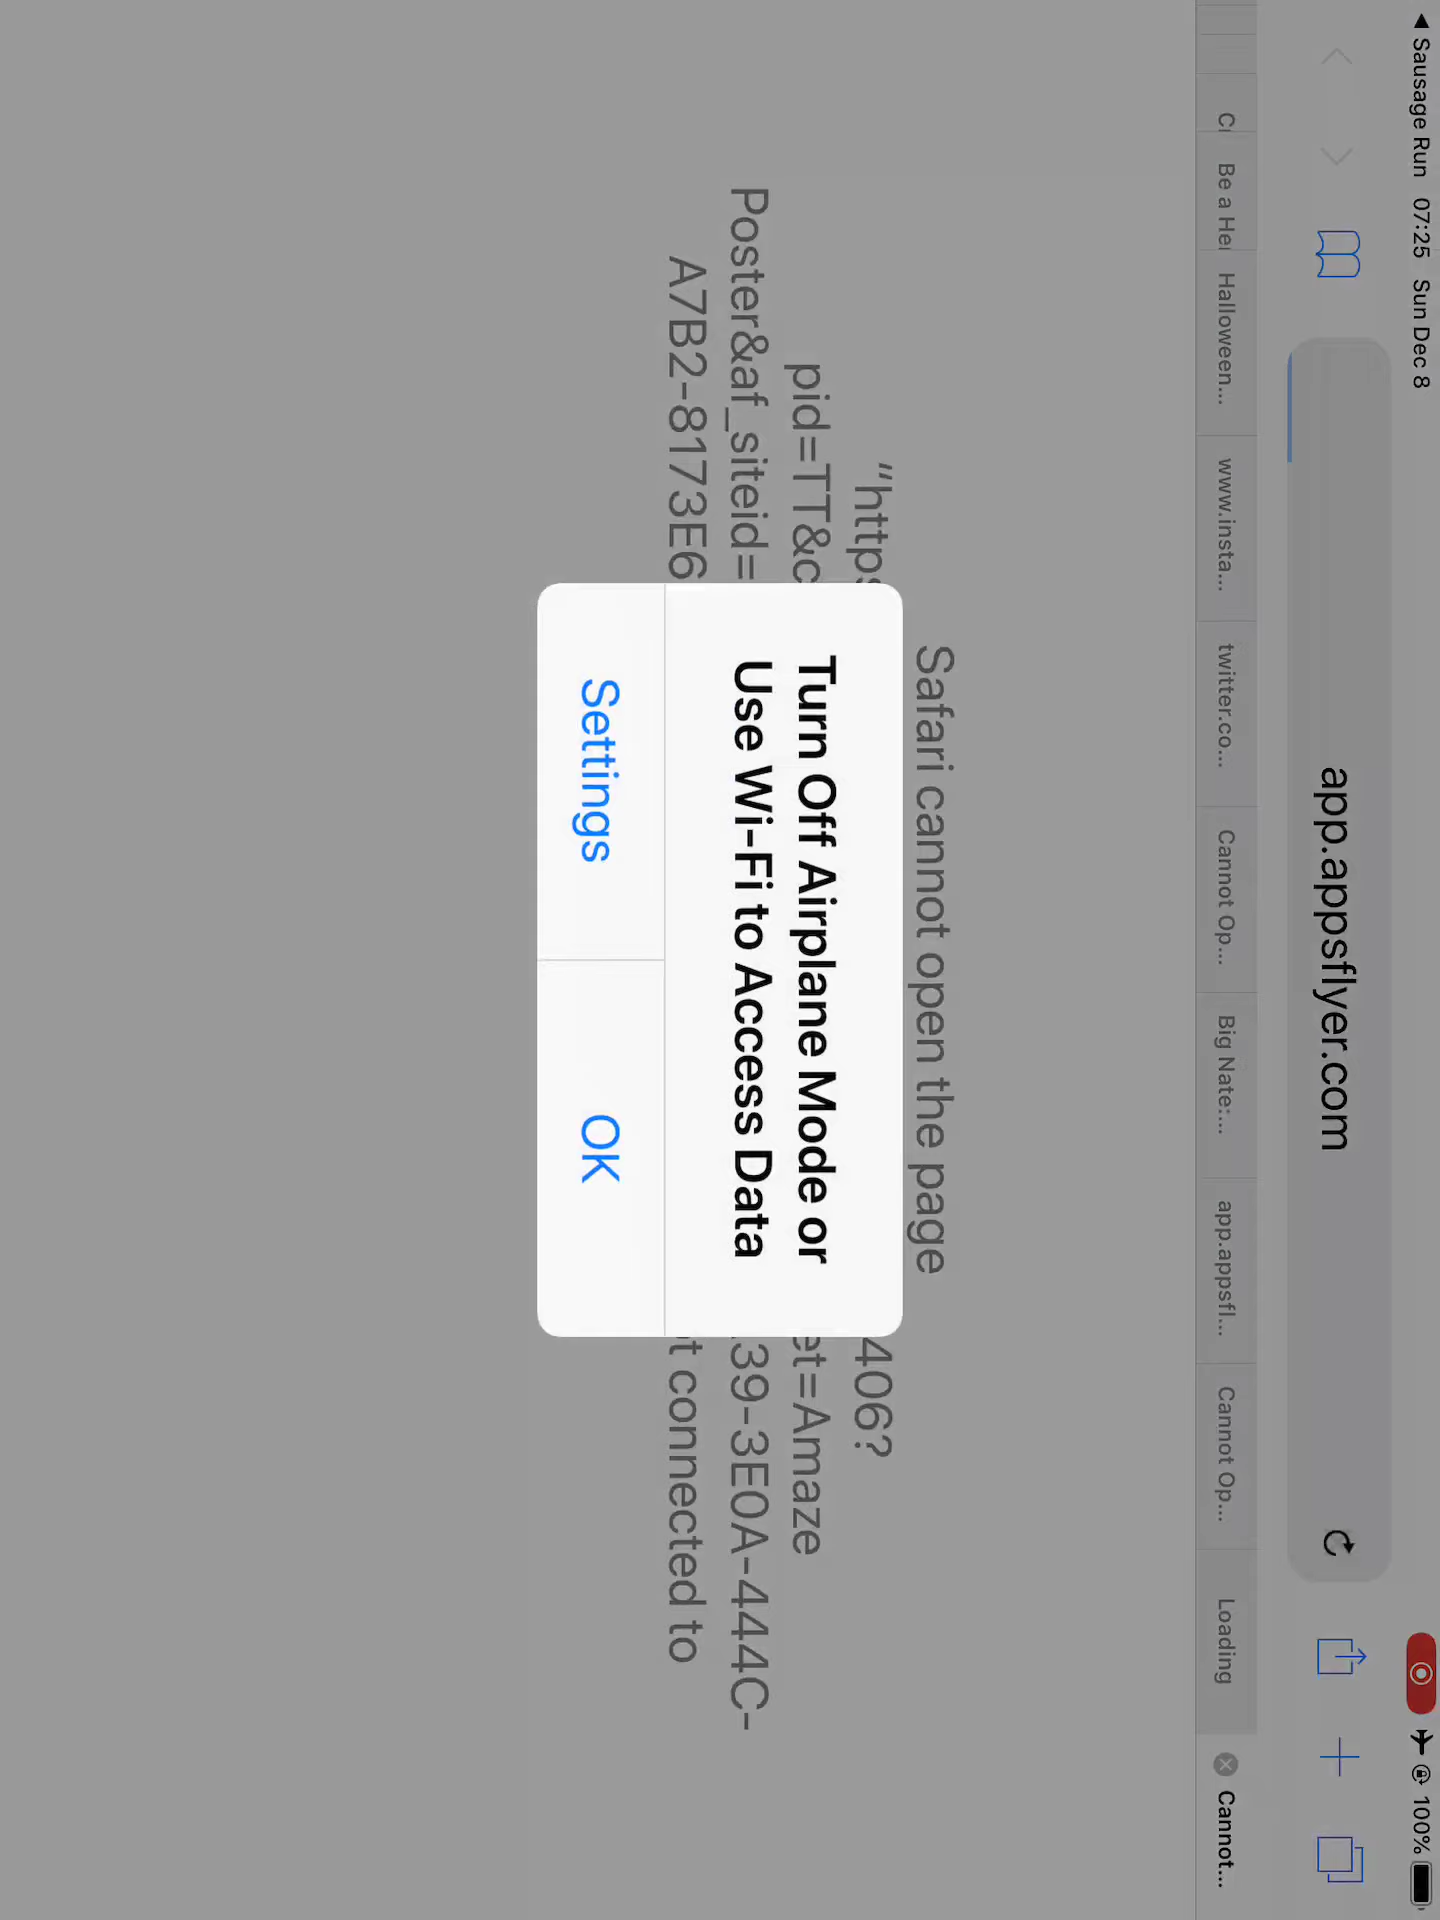 ◀ Sausage Run 07:25 Sun Dec 8 100%
app.appsflyer.com
Be a Hei Halloween... www.insta... twitter.co... Cannot Op... Big Nate:... app.appsfl... Cannot Op... Loading Cannot...
Safari cannot open the page
"https 406?
pid=TT&c et=Amaze
Poster&af_siteid= 39-3E0A-444C-
A7B2-8173E6 t connected to
Turn Off Airplane Mode or
Use Wi-Fi to Access Data
Settings OK